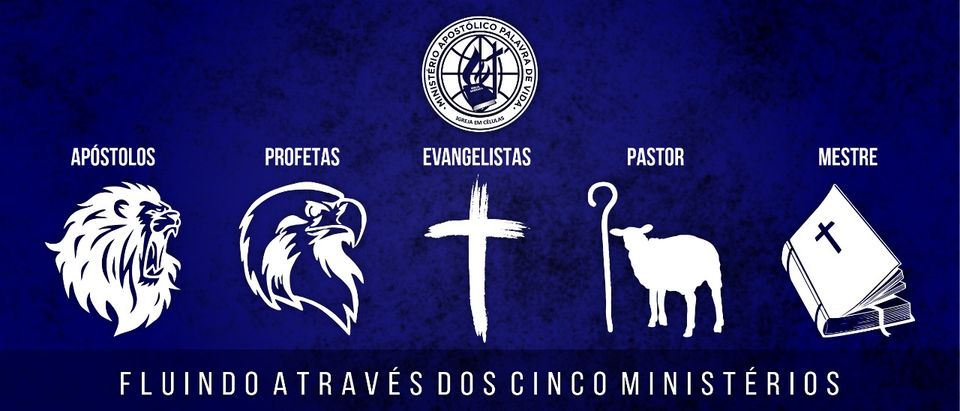 MINISTÉRIO APOSTÓLICO PALAVRA DE VIDA
IGREJA EM CÉLULAS
APÓSTOLOS
PROFETAS
EVANGELISTAS
PASTOR
MESTRE
FLUINDO ATRAVÉS DOS CINCO MINISTÉRIOS